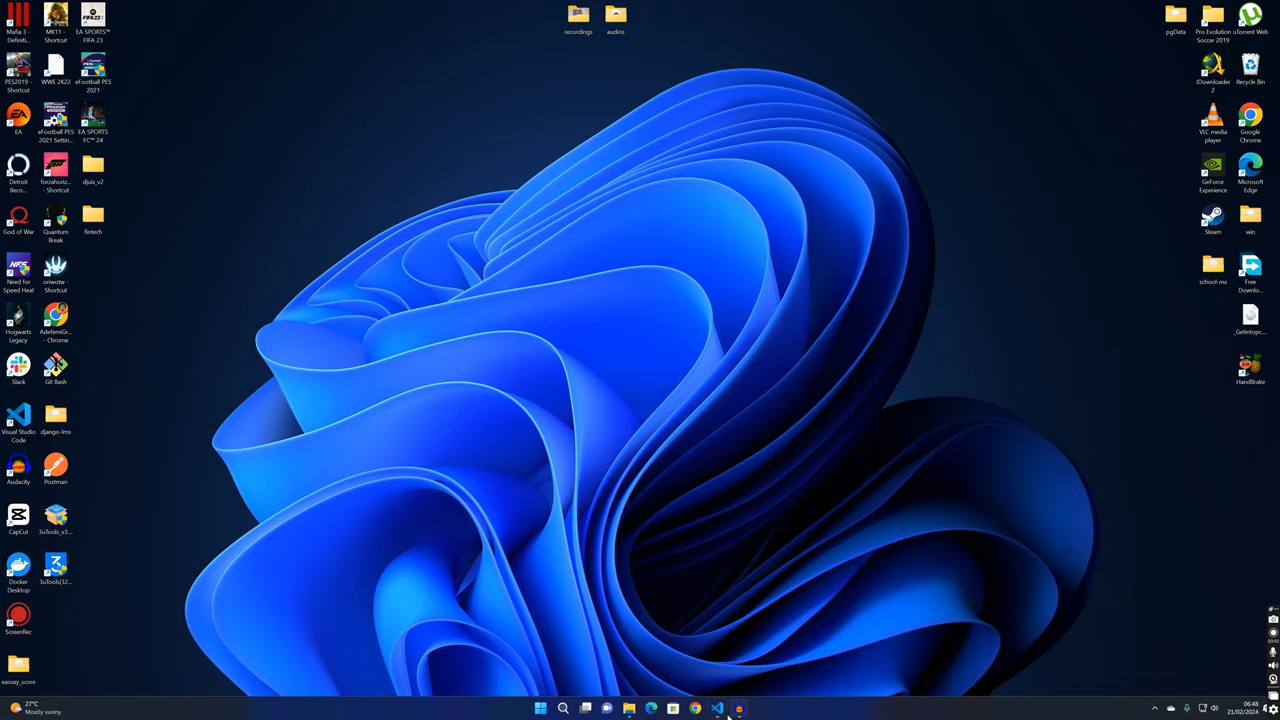 Mafia 3 -
Definiti...
MK11 -
Shortcut
EA SPORTS™
FIFA 23
recordings
audios
pgData
Pro Evolution
Soccer 2019
uTorrent Web
PES2019 -
Shortcut
WWE 2K22
eFootball PES
2021
JDownloader
2
Recycle Bin
EA
eFootball PES
2021 Settin...
EA SPORTS
FC™ 24
VLC media
player
Google
Chrome
Detroit
Beco...
forzahoriz...
- Shortcut
djuix_v2
GeForce
Experience
Microsoft
Edge
God of War
Quantum
Break
fintech
Steam
win
Need for
Speed Heat
oriwotw -
Shortcut
school-ms
Free
Downlo...
Hogwarts
Legacy
AdefemiGr...
- Chrome
_Getintopc...
Slack
Git Bash
HandBrake
Visual Studio
Code
django-lms
Audacity
Postman
CapCut
3uTools_v3...
Docker
Desktop
3uTools(32...
ScreenRec
eassay_score
27°C
Mostly sunny
06:48
21/02/2024